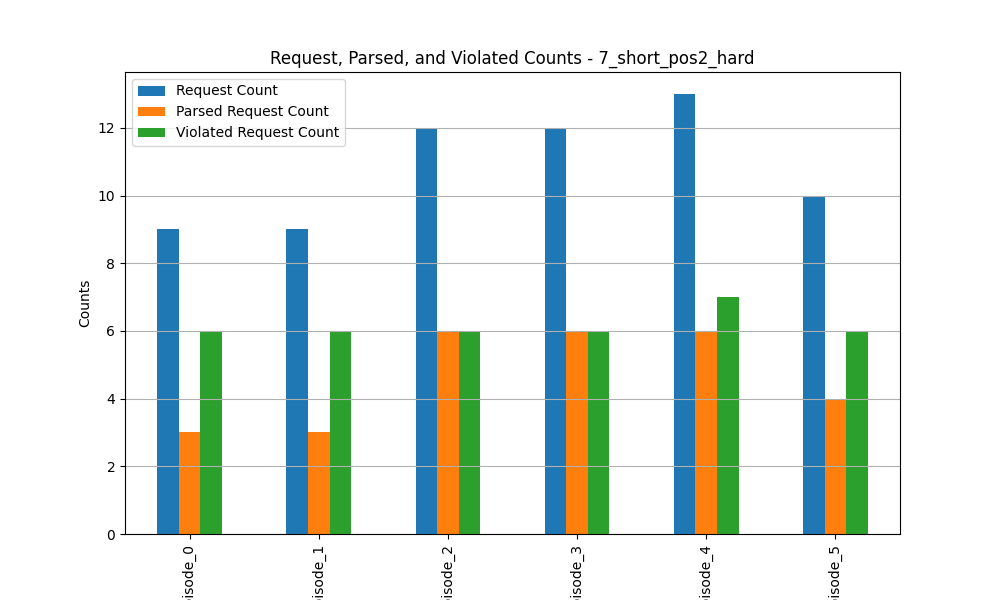 Request, Parsed, and Violated Counts - 7_short_pos2_hard
Request Count
Parsed Request Count
Violated Request Count
Counts
12
10
8
6
4
2
0
isode_0
isode_1
isode_2
isode_3
isode_4
isode_5